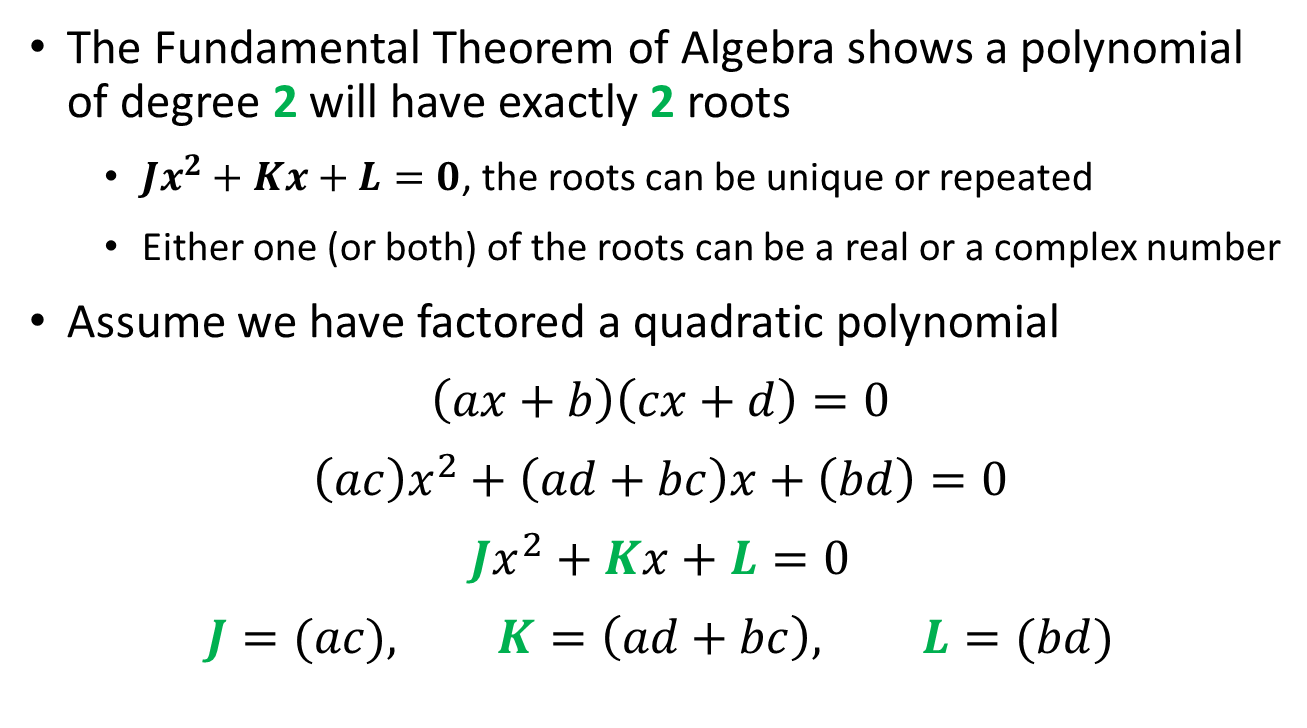 • The Fundamental Theorem of Algebra shows a polynomial
of degree 2 will have exactly 2 roots
• Jx² + Kx + L = 0, the roots can be unique or repeated
• Either one (or both) of the roots can be a real or a complex number
• Assume we have factored a quadratic polynomial
(ax + b)(cx + d) = 0
(ac)x² + (ad + bc)x + (bd) = 0
Jx² + Kx + L = 0
J = (ac), K = (ad + bc), L = (bd)